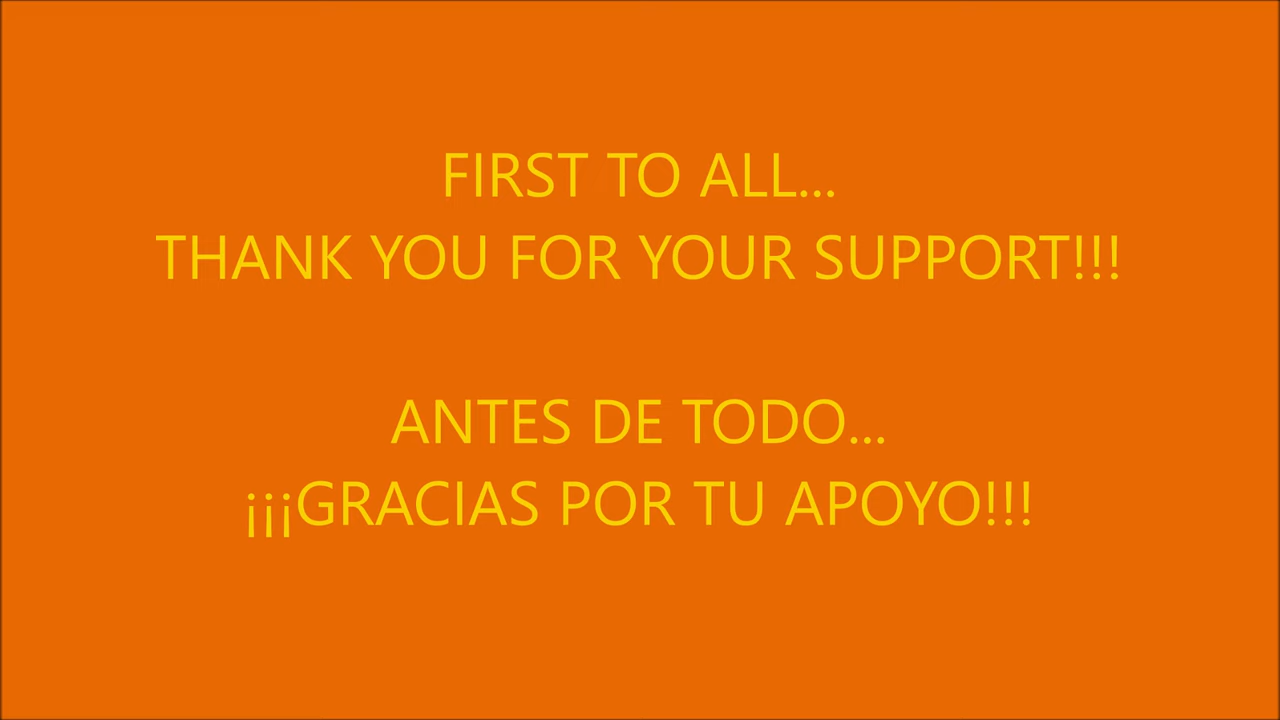 FIRST TO ALL...
THANK YOU FOR YOUR SUPPORT!!!
ANTES DE TODO...
¡¡¡GRACIAS POR TU APOYO!!!